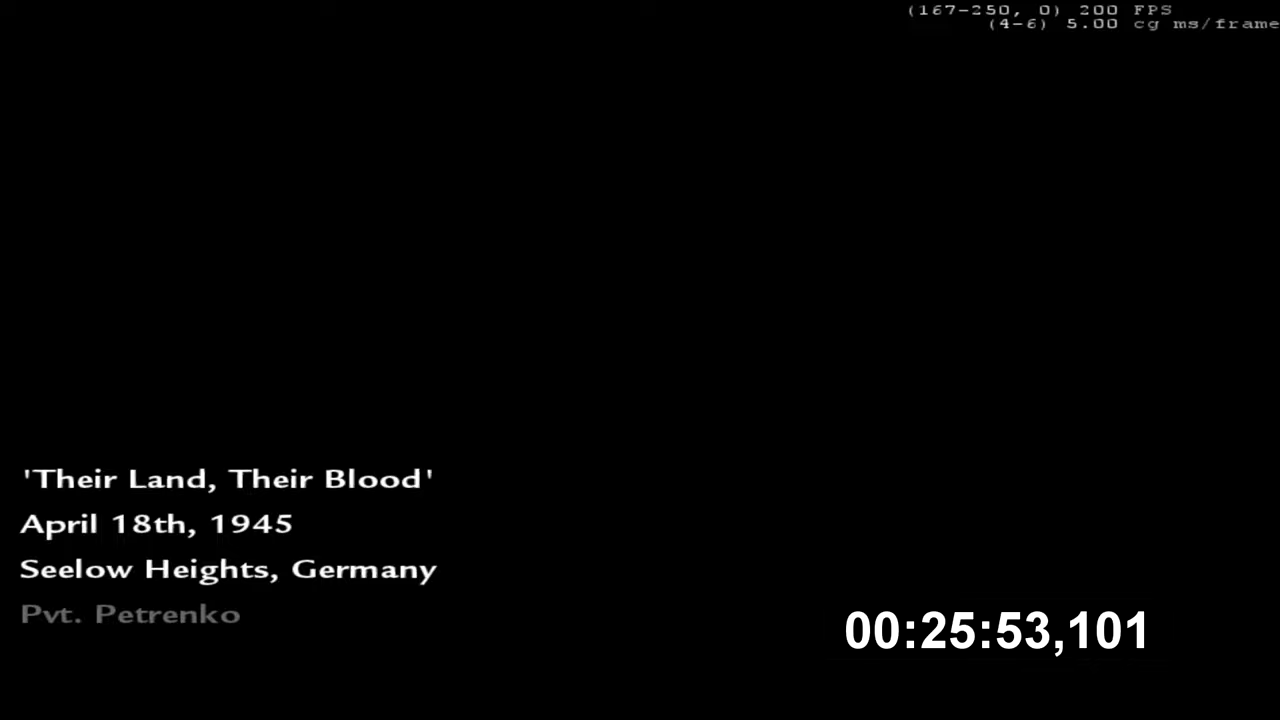 (167-250, 0) 200 FPS
(4-6) 5.00 cg ms/frame
'Their Land, Their Blood'
April 18th, 1945
Seelow Heights, Germany
Pvt. Petrenko
00:25:53,101